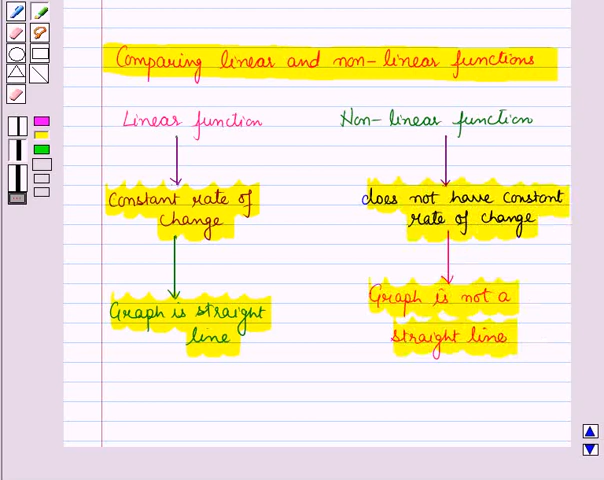 Comparing linear and non-linear functions
Linear function
Non-linear function
Constant rate of
change
does not have constant
rate of change
Graph is straight
line
Graph is not a
straight line